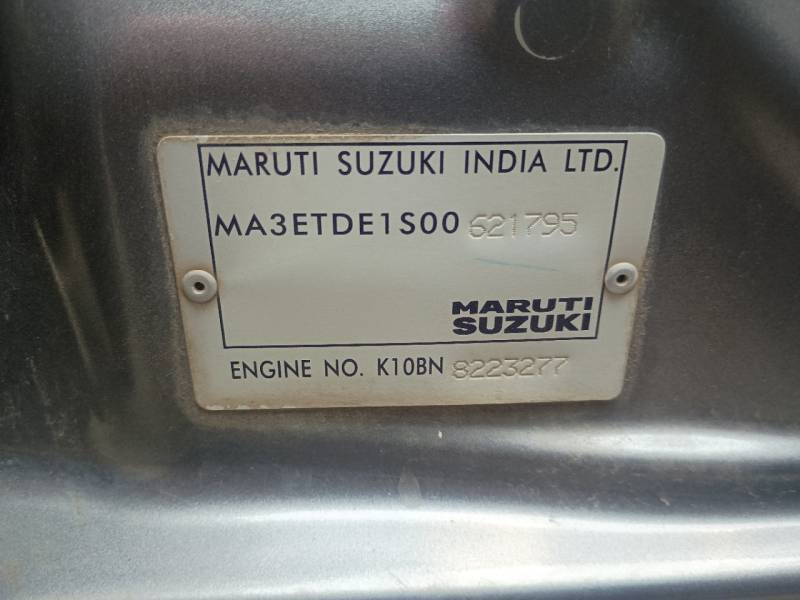 MARUTI SUZUKI INDIA LTD.
MA3ETDE1S00 621795
MARUTI
SUZUKI
ENGINE NO. K10BN 8223277